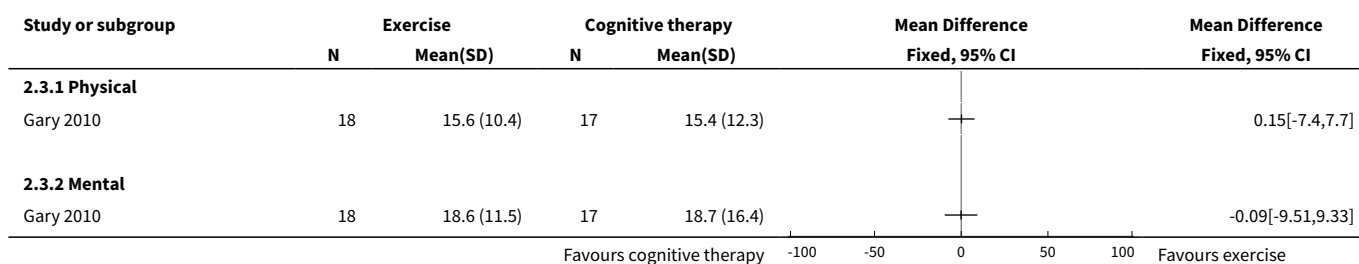 Study or subgroup Exercise Cognitive therapy Mean Difference Mean Difference
N Mean(SD) N Mean(SD) Fixed, 95% CI Fixed, 95% CI
2.3.1 Physical
Gary 2010 18 15.6 (10.4) 17 15.4 (12.3) 0.15[-7.4,7.7]
2.3.2 Mental
Gary 2010 18 18.6 (11.5) 17 18.7 (16.4) -0.09[-9.51,9.33]
Favours cognitive therapy -100 -50 0 50 100 Favours exercise